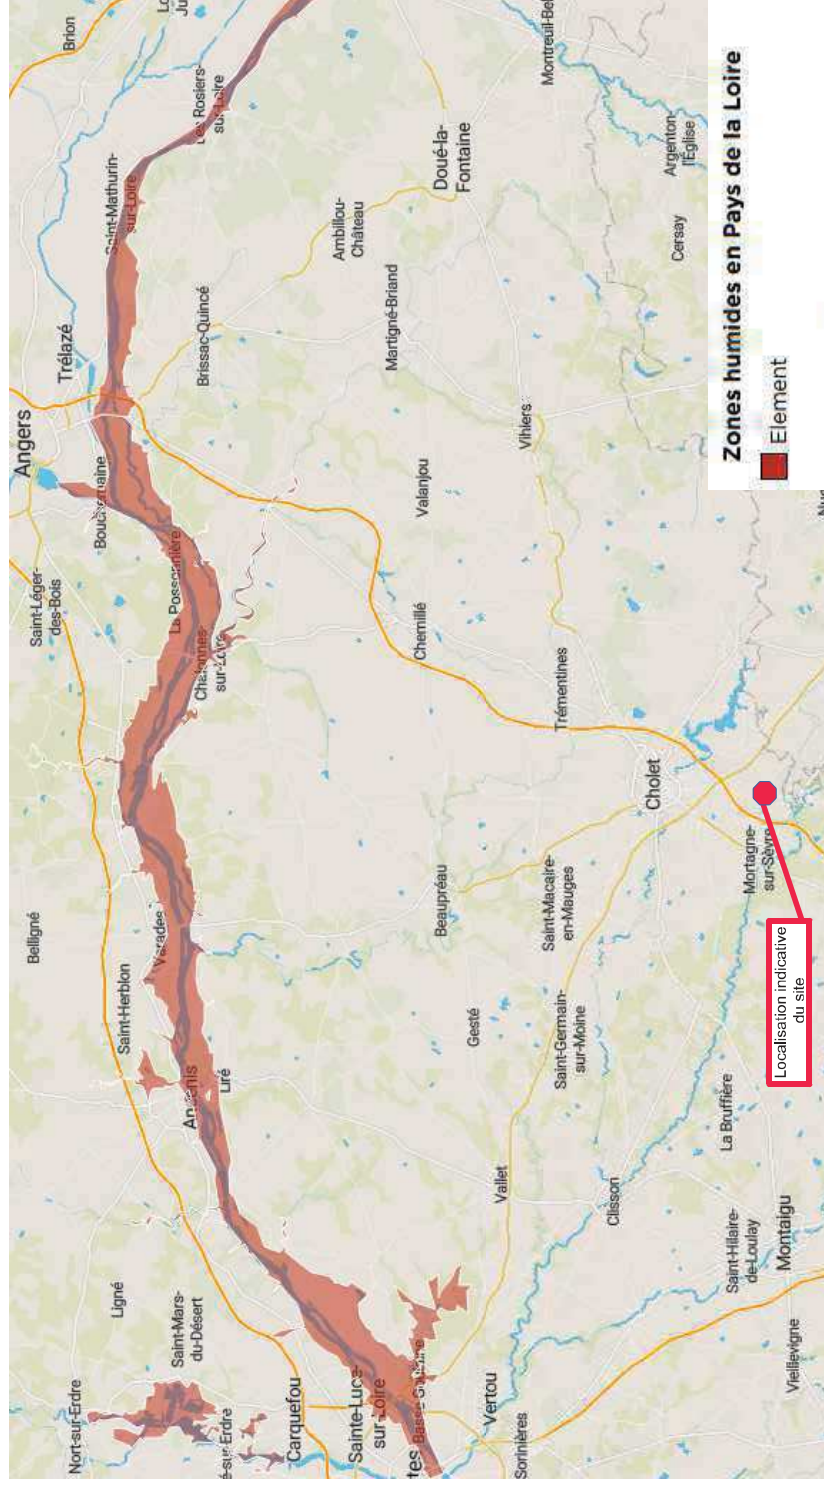 Belligné
Saint-Léger-
des-Bois
Angers
Trélazé
Brion
Nort-sur-Erdre
Ligné
Saint-Herblon
Bouchemaine
Saint-Mathurin-
sur-Loire
Saint-Mars-
du-Désert
Varades
La Possonnière
Ancenis
Liré
Chalonnes-
sur-Loire
Brissac-Quincé
Les Rosiers-
sur-Loire
é-sur-Erdre
Carquefou
Sainte-Luce-
sur-Loire
Ambillou-
Château
Martigné-Briand
tes
Basse Goulaine
Beaupréau
Chemillé
Valanjou
Doué-la-
Fontaine
Gesté
Vertou
Vallet
Vihiers
Sorinières
Saint-Germain-
sur-Moine
Saint-Macaire-
en-Mauges
Trémentines
Montreuil-Bel
Clisson
Cholet
Cersay
Argenton-
l'Église
La Bruffière
Saint-Hilaire-
de-Loulay
Mortagne-
sur-Sèvre
Montaigu
Vieillevigne
Localisation indicative
du site
Zones humides en Pays de la Loire
Element